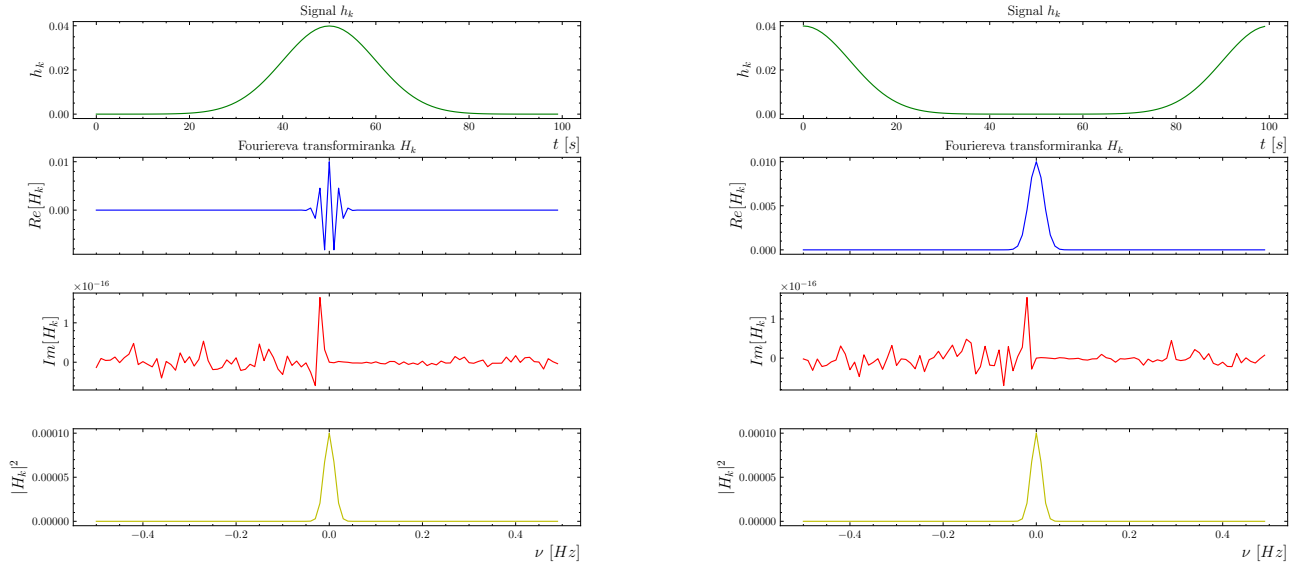 Signal $h_k$
0.04
0.02
0.00
$h_k$
0 20 40 60 80 100
$t$ [s]
Fouriereva transformiranka $H_k$
0.01
0.00
$Re[H_k]$
×10⁻¹⁶
1
0
$Im[H_k]$
0.00010
0.00005
0.00000
$|H_k|^2$
−0.4 −0.2 0.0 0.2 0.4
$\nu$ [Hz]
Signal $h_k$
0.04
0.02
0.00
$h_k$
0 20 40 60 80 100
$t$ [s]
Fouriereva transformiranka $H_k$
0.010
0.005
0.000
$Re[H_k]$
×10⁻¹⁶
1
0
$Im[H_k]$
0.00010
0.00005
0.00000
$|H_k|^2$
−0.4 −0.2 0.0 0.2 0.4
$\nu$ [Hz]